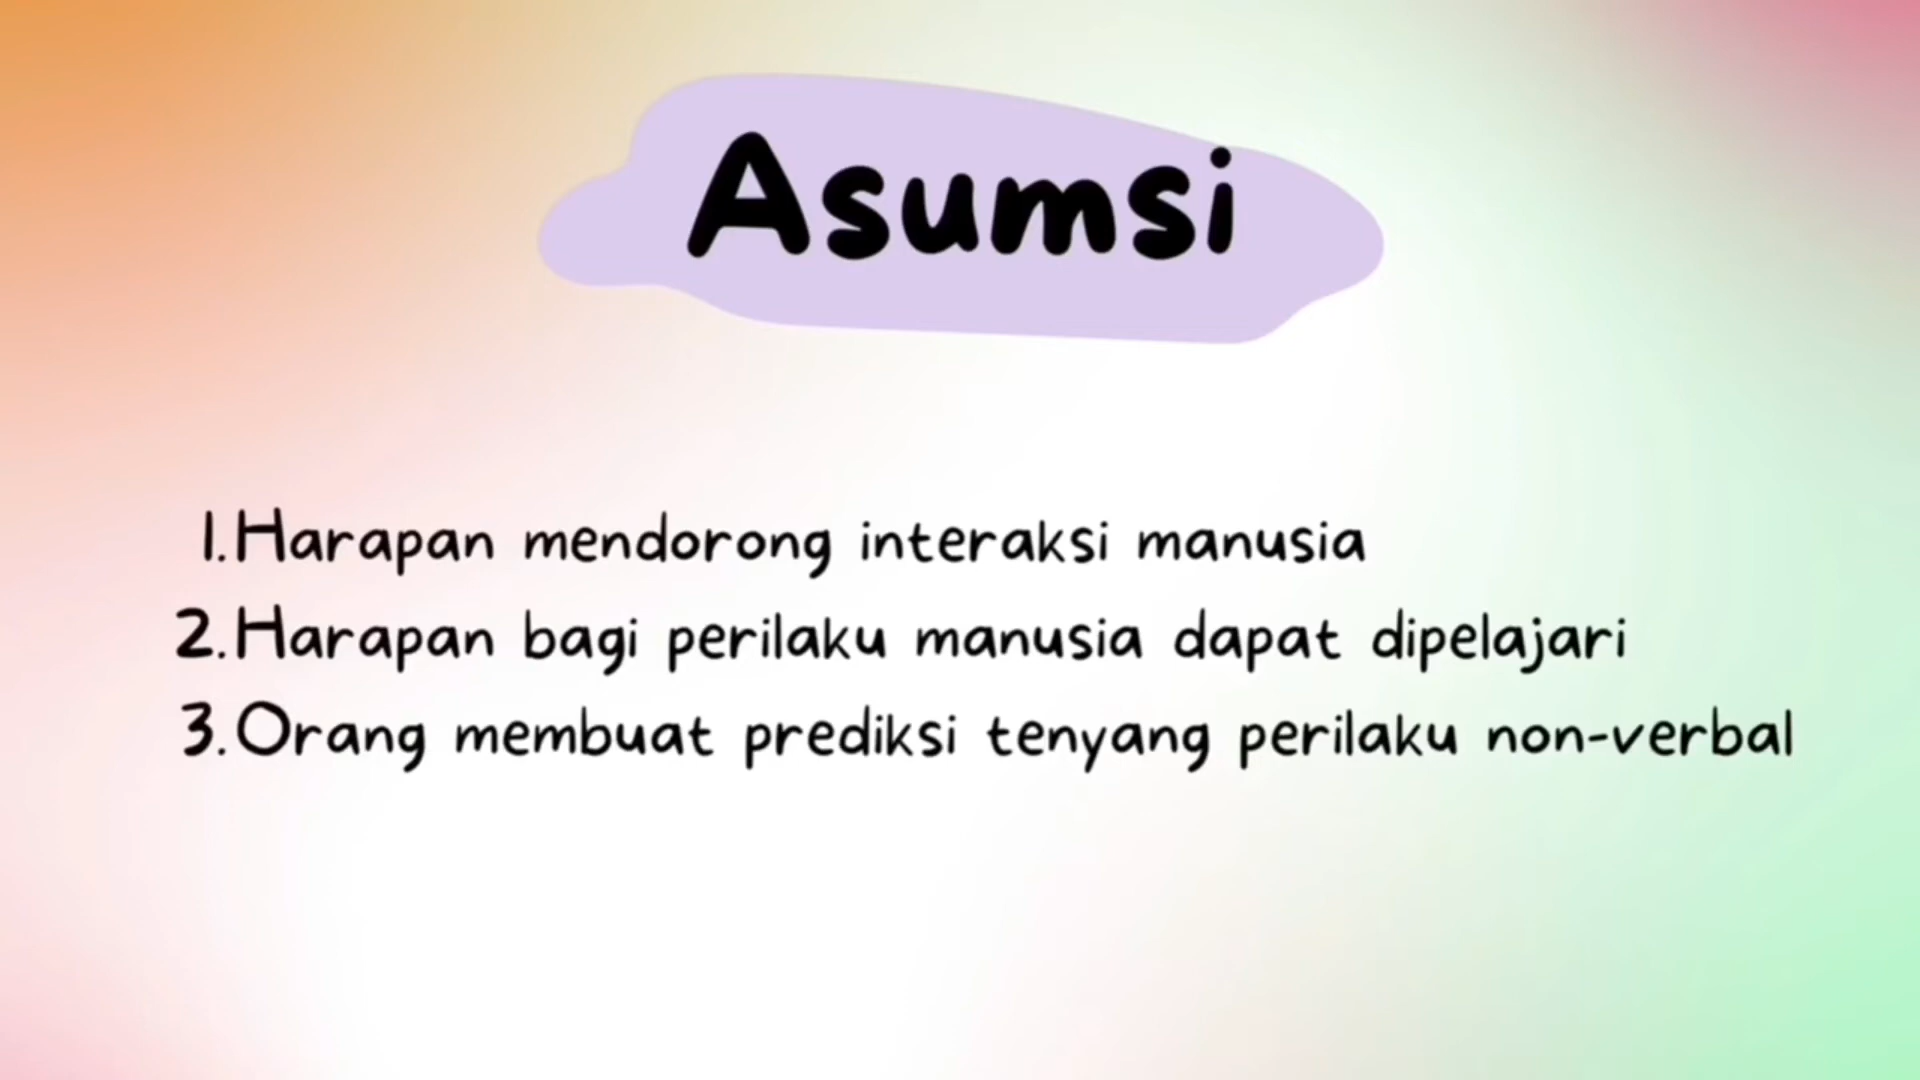 Asumsi
1.Harapan mendorong interaksi manusia
2.Harapan bagi perilaku manusia dapat dipelajari
3.Orang membuat prediksi tenyang perilaku non-verbal